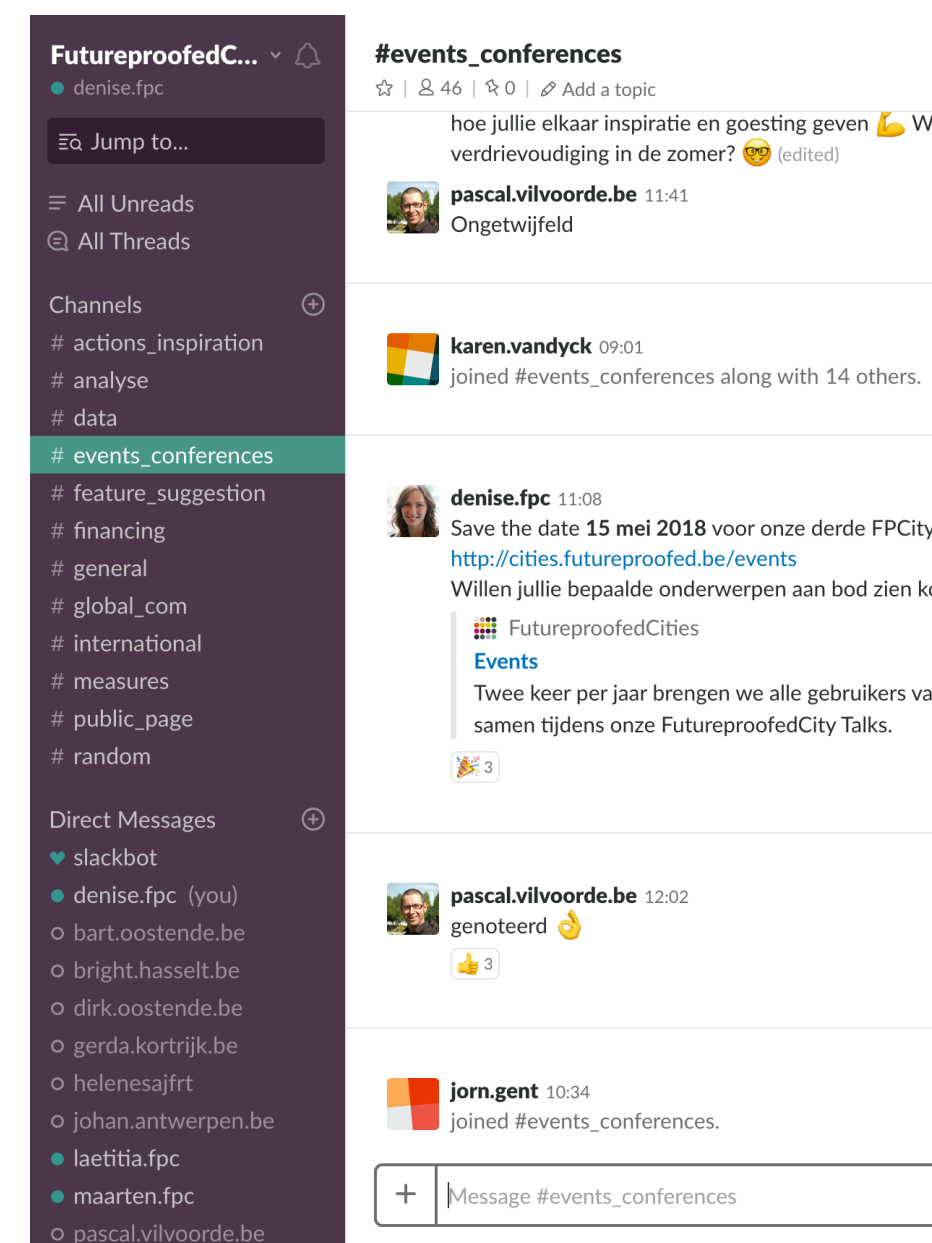 FutureproofedC...
denise.fpc
Jump to...
All Unreads
All Threads
Channels
# actions_inspiration
# analyse
# data
# events_conferences
# feature_suggestion
# financing
# general
# global_com
# international
# measures
# public_page
# random
Direct Messages
slackbot
denise.fpc (you)
bart.oostende.be
bright.hasselt.be
dirk.oostende.be
gerda.kortrijk.be
helenesajfrt
johan.antwerpen.be
laetitia.fpc
maarten.fpc
pascal.vilvoorde.be
#events_conferences
| 46 | 0 | Add a topic
hoe jullie elkaar inspiratie en goesting geven 💪 W
verdrievoudiging in de zomer? 🤓 (edited)
pascal.vilvoorde.be 11:41
Ongetwijfeld
karen.vandyck 09:01
joined #events_conferences along with 14 others.
denise.fpc 11:08
Save the date 15 mei 2018 voor onze derde FPCity
http://cities.futureproofed.be/events
Willen jullie bepaalde onderwerpen aan bod zien ko
FutureproofedCities
Events
Twee keer per jaar brengen we alle gebruikers va
samen tijdens onze FutureproofedCity Talks.
🎉 3
pascal.vilvoorde.be 12:02
genoteerd 👌
👍 3
jorn.gent 10:34
joined #events_conferences.
+ Message #events_conferences